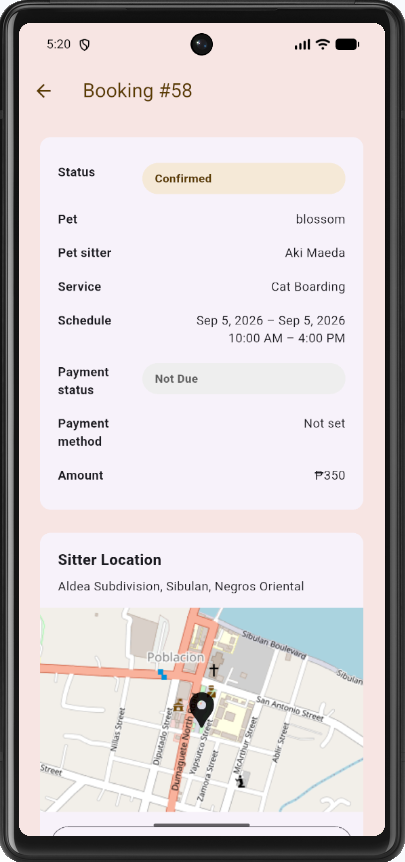 5:20
Booking #58
Status
Confirmed
Pet
blossom
Pet sitter
Aki Maeda
Service
Cat Boarding
Schedule
Sep 5, 2026 – Sep 5, 2026
10:00 AM – 4:00 PM
Payment
status
Not Due
Payment
method
Not set
Amount
₱350
Sitter Location
Aldea Subdivision, Sibulan, Negros Oriental
Sibulan Boulevard
Poblacion
Sibulan
San Antonio Street
Nillas Street
Diputado Street
Dumaguete North
Yapsutco Street
Zamora Street
McArthur Street
Ablir Street
Street